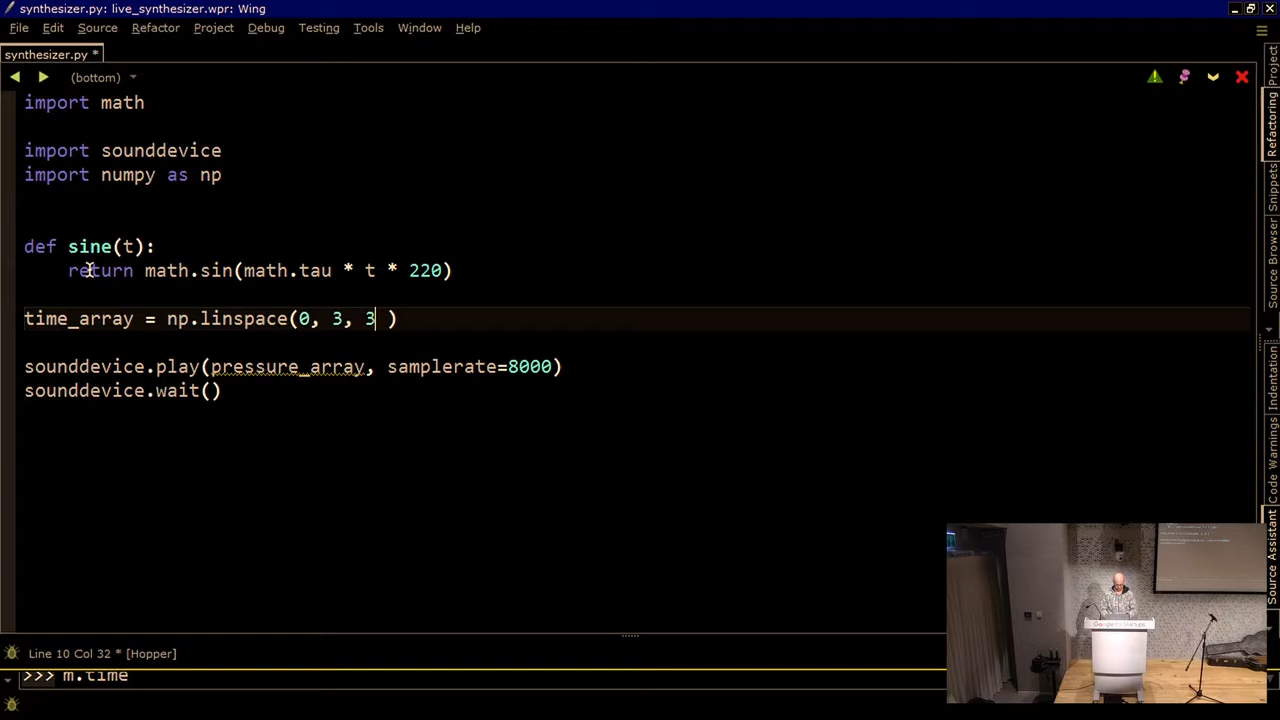 synthesizer.py: live_synthesizer.wpr: Wing
File Edit Source Refactor Project Debug Testing Tools Window Help
synthesizer.py *
(bottom)
import math
import sounddevice
import numpy as np
def sine(t):
return math.sin(math.tau * t * 220)
time_array = np.linspace(0, 3, 3 )
sounddevice.play(pressure_array, samplerate=8000)
sounddevice.wait()
Line 10 Col 32 * [Hopper]
>>> m.time
Project
Refactoring
Snippets
Source Browser
Indentation
Code Warnings
Source Assistant
Google for Startups